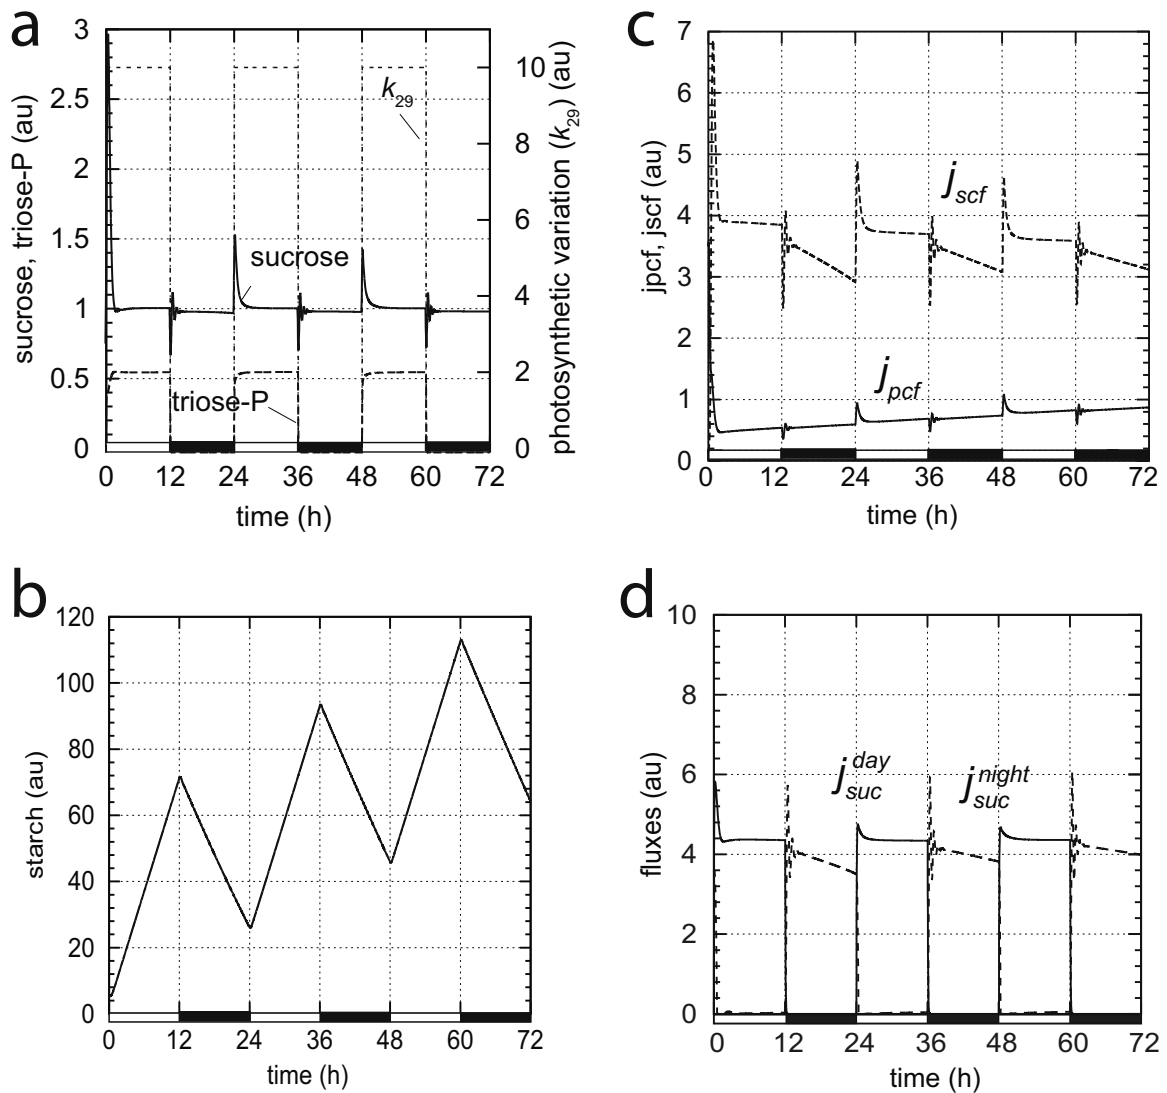 a
sucrose, triose-P (au)
3
2.5
2
1.5
1
0.5
0
k29
sucrose
triose-P
10
8
6
4
2
0
photosynthetic variation (k29) (au)
0 12 24 36 48 60 72
time (h)
c
jpcf, jscf (au)
7
6
5
4
3
2
1
0
jscf
jpcf
0 12 24 36 48 60 72
time (h)
b
starch (au)
120
100
80
60
40
20
0
0 12 24 36 48 60 72
time (h)
d
fluxes (au)
10
8
6
4
2
0
j day suc
j night suc
0 12 24 36 48 60 72
time (h)